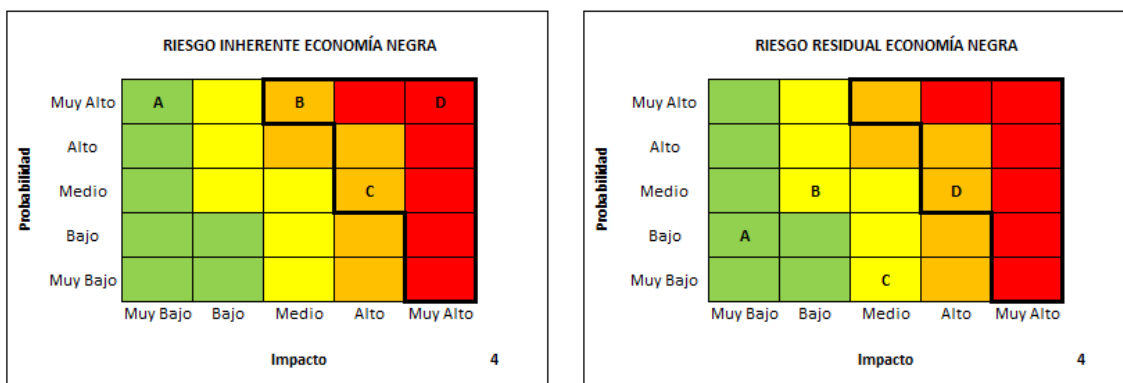 RIESGO INHERENTE ECONOMÍA NEGRA
Probabilidad
Muy Alto A B D
Alto
Medio C
Bajo
Muy Bajo
Muy Bajo Bajo Medio Alto Muy Alto
Impacto 4
RIESGO RESIDUAL ECONOMÍA NEGRA
Probabilidad
Muy Alto
Alto
Medio B D
Bajo A
Muy Bajo C
Muy Bajo Bajo Medio Alto Muy Alto
Impacto 4